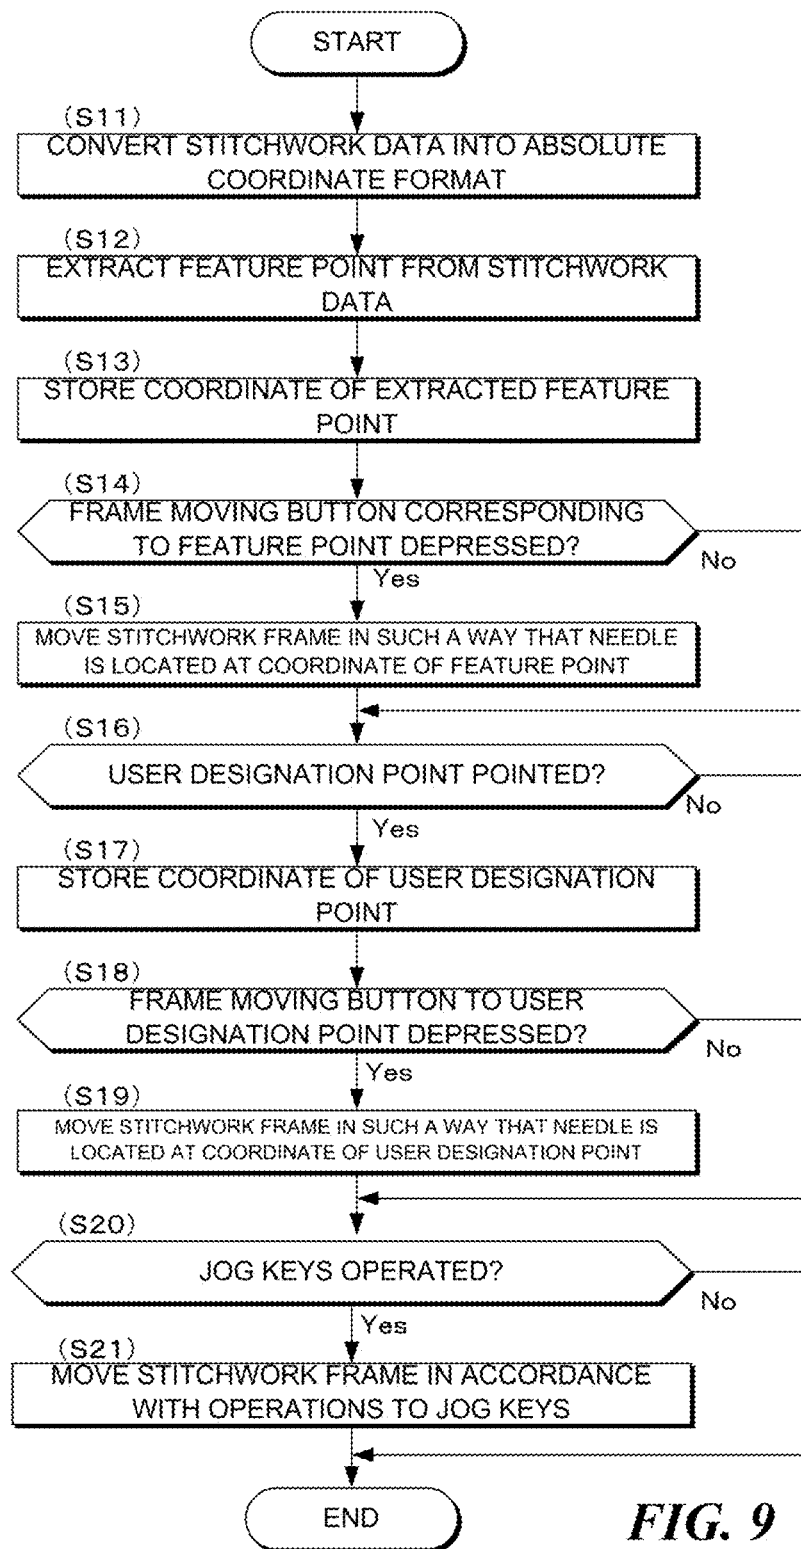 START
(S11)
CONVERT STITCHWORK DATA INTO ABSOLUTE
COORDINATE FORMAT
(S12)
EXTRACT FEATURE POINT FROM STITCHWORK
DATA
(S13)
STORE COORDINATE OF EXTRACTED FEATURE
POINT
(S14)
FRAME MOVING BUTTON CORRESPONDING
TO FEATURE POINT DEPRESSED?
No
Yes
(S15)
MOVE STITCHWORK FRAME IN SUCH A WAY THAT NEEDLE
IS LOCATED AT COORDINATE OF FEATURE POINT
(S16)
USER DESIGNATION POINT POINTED?
No
Yes
(S17)
STORE COORDINATE OF USER DESIGNATION
POINT
(S18)
FRAME MOVING BUTTON TO USER
DESIGNATION POINT DEPRESSED?
No
Yes
(S19)
MOVE STITCHWORK FRAME IN SUCH A WAY THAT NEEDLE IS
LOCATED AT COORDINATE OF USER DESIGNATION POINT
(S20)
JOG KEYS OPERATED?
No
Yes
(S21)
MOVE STITCHWORK FRAME IN ACCORDANCE
WITH OPERATIONS TO JOG KEYS
END
FIG. 9